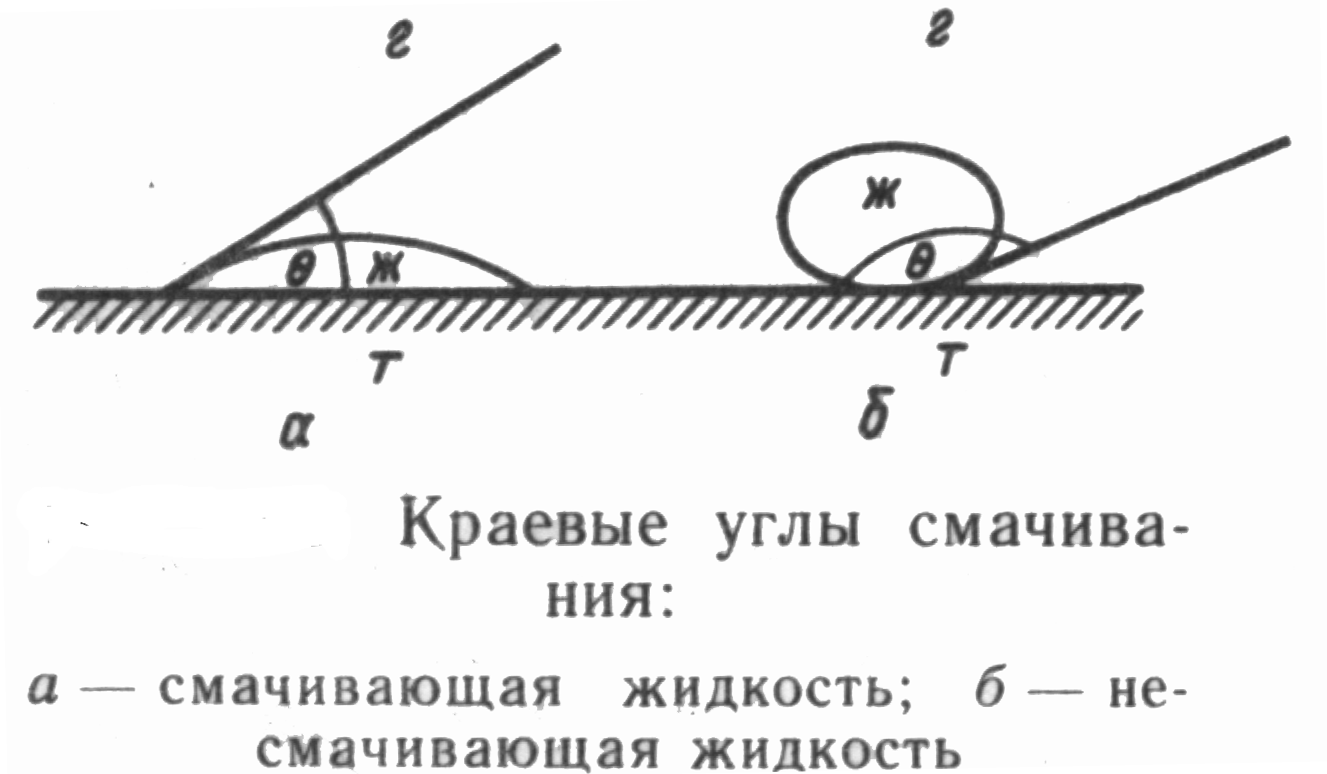 г г
ж
θ ж θ
т т
а б
Краевые углы смачива-
ния:
а — смачивающая жидкость; б — не-
смачивающая жидкость